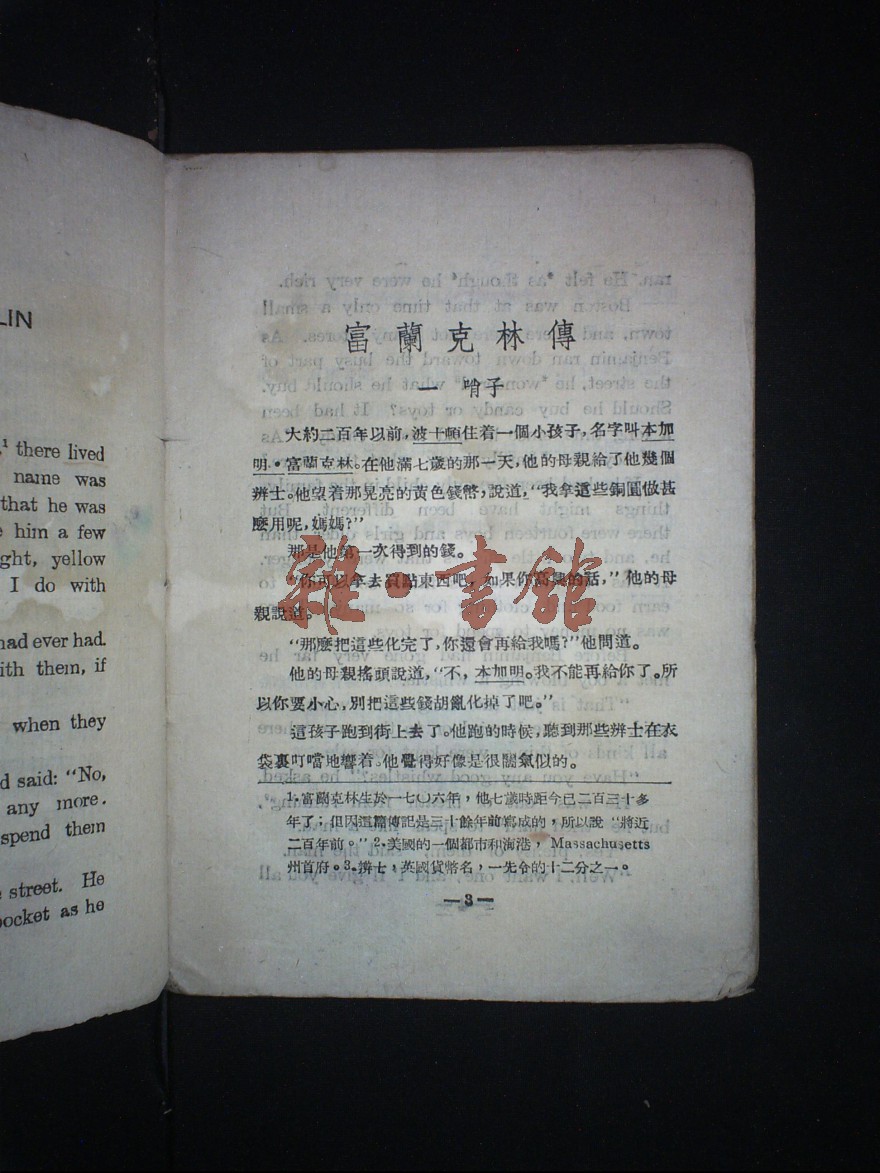 LIN
,¹ there lived
name was
that he was
him a few
ght, yellow
I do with
had ever had.
ith them, if
when they
d said: "No,
any more.
spend them
street. He
pocket as he
富蘭克林傳
一 啃子
大約二百年以前,波士頓住着一個小孩子,名字叫本加
明·富蘭克林。在他滿七歲的那一天,他的母親給了他幾個
辨士。他望着那晃亮的黃色錢幣,說道,“我拿這些銅圓做甚
麼用呢,媽媽?”
那是他第一次得到的錢。
“你可以拿去買點東西吧,如果你高興的話,”他的母
親說道。
“那麼把這些化完了,你還會再給我嗎?”他問道。
他的母親搖頭說道,“不,本加明。我不能再給你了。所
以你要小心,別把這些錢胡亂化掉了吧。”
這孩子跑到街上去了。他跑的時候,聽到那些辨士在衣
袋裏叮噹地響着。他覺得好像是很闊氣似的。
1.富蘭克林生於一七〇六年,他七歲時距今已二百三十多
年了;但因這篇傳記是三十餘年前寫成的,所以說“將近
二百年前。”2.美國的一個都市和海港,Massachusetts
州首府。3.辨士,英國貨幣名,一先令的十二分之一。
—3—
雜·書館